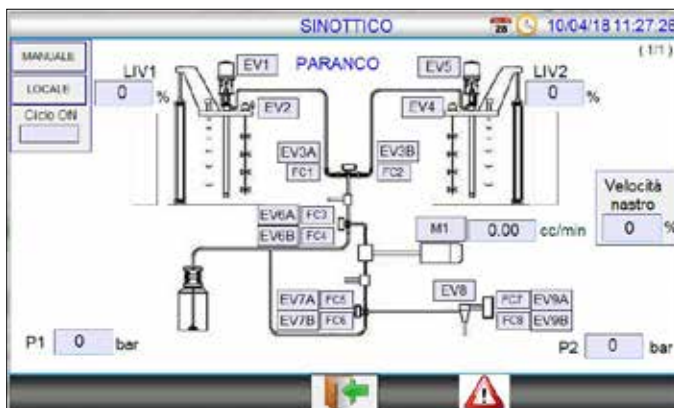 SINOTTICO
28
10/04/18 11:27:26
MANUALE
LOCALE
Ciclo ON
PARANCO
(1/1)
LIV1
0 %
EV1
EV2
EV5
EV4
LIV2
0 %
EV3A
FC1
EV3B
FC2
EV6A FC3
EV6B FC4
M1 0.00 cc/min
Velocità
nastro
0 %
EV7A FC5
EV7B FC6
EV8
FC7 EV9A
FC8 EV9B
P1 0 bar
P2 0 bar